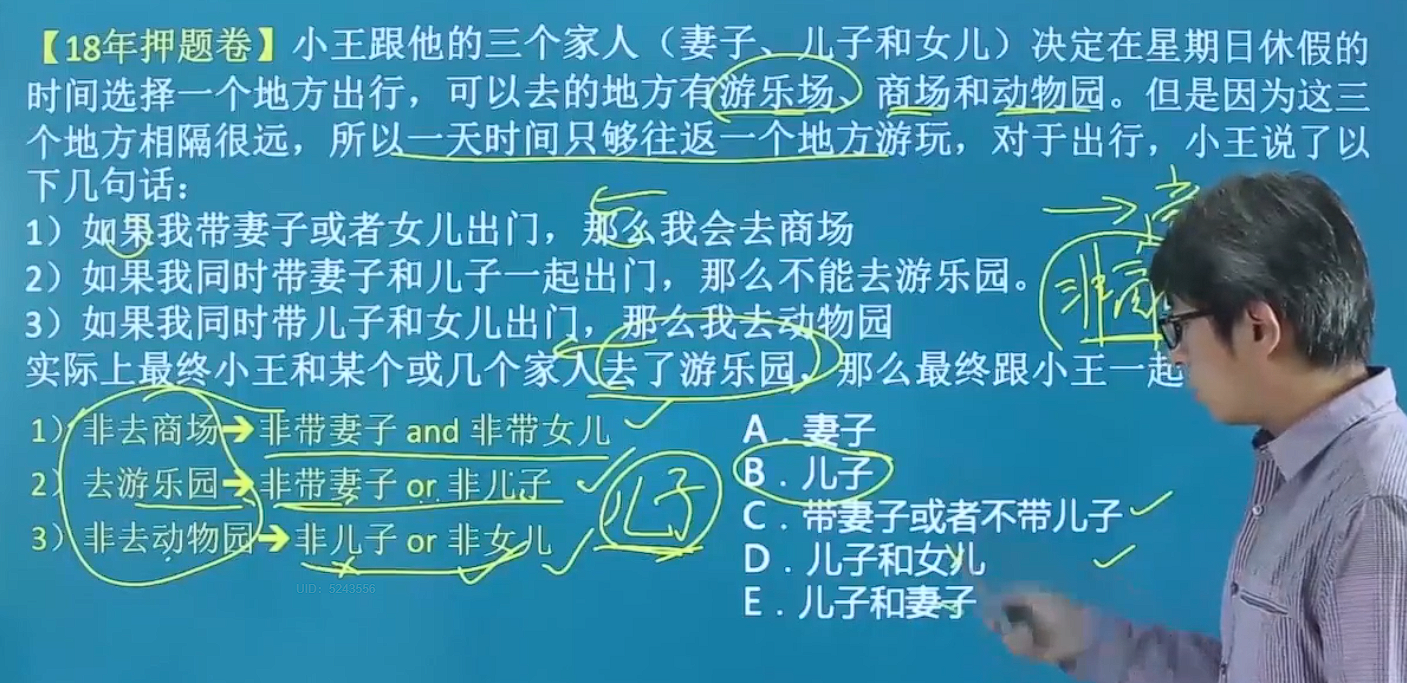 【18年押题卷】小王跟他的三个家人（妻子、儿子和女儿）决定在星期日休假的
时间选择一个地方出行，可以去的地方有游乐场、商场和动物园。但是因为这三
个地方相隔很远，所以一天时间只够往返一个地方游玩，对于出行，小王说了以
下几句话：
1）如果我带妻子或者女儿出门，那么我会去商场
2）如果我同时带妻子和儿子一起出门，那么不能去游乐园。
3）如果我同时带儿子和女儿出门，那么我去动物园
实际上最终小王和某个或几个家人去了游乐园，那么最终跟小王一起
1）非去商场➔非带妻子 and 非带女儿
2）去游乐园➔非带妻子 or 非儿子
3）非去动物园➔非儿子 or 非女儿
儿子
A．妻子
B．儿子
C．带妻子或者不带儿子
D．儿子和女儿
E．儿子和妻子
UID：5243556
非商